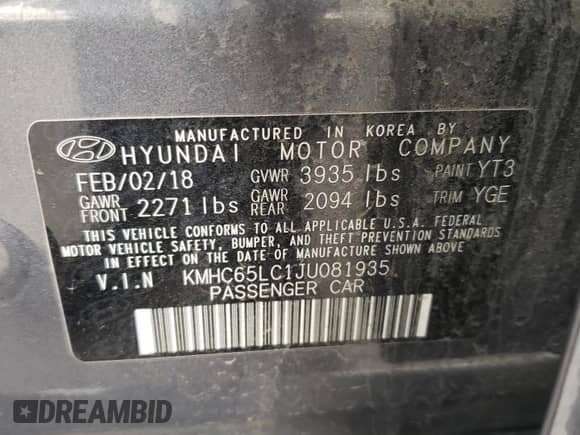 MANUFACTURED IN KOREA BY
HYUNDAI MOTOR COMPANY
FEB/02/18 GVWR 3935 lbs PAINT YT3
GAWR FRONT 2271 lbs GAWR REAR 2094 lbs TRIM YGE
THIS VEHICLE CONFORMS TO ALL APPLICABLE U.S.A. FEDERAL
MOTOR VEHICLE SAFETY, BUMPER, AND THEFT PREVENTION STANDARDS
IN EFFECT ON THE DATE OF MANUFACTURE SHOWN ABOVE.
V.I.N KMHC65LC1JU081935
PASSENGER CAR
DREAMBID